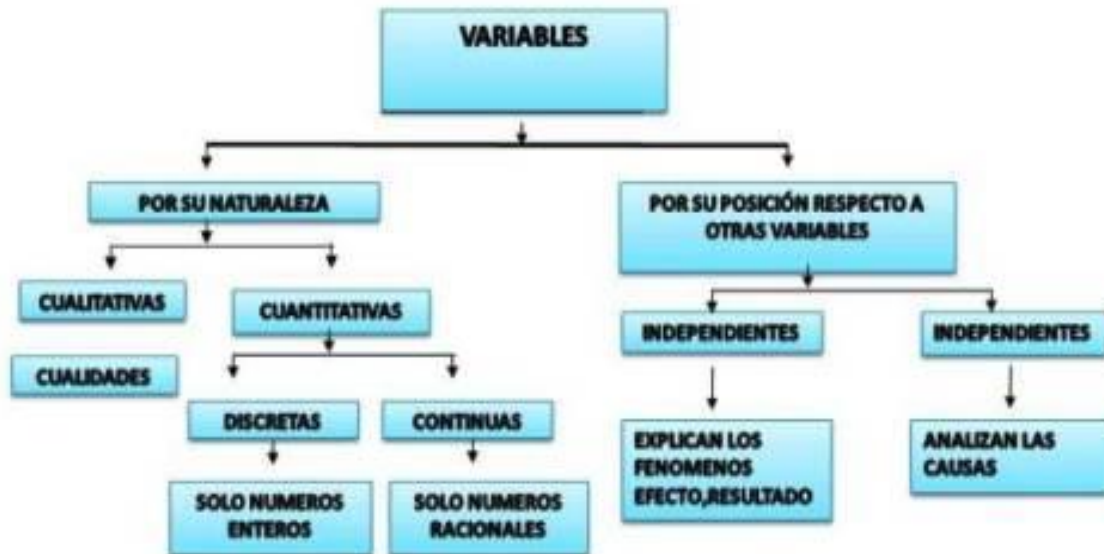 VARIABLES
POR SU NATURALEZA
POR SU POSICIÓN RESPECTO A
OTRAS VARIABLES
CUALITATIVAS
CUANTITATIVAS
INDEPENDIENTES
INDEPENDIENTES
CUALIDADES
DISCRETAS
CONTINUAS
EXPLICAN LOS
FENOMENOS
EFECTO,RESULTADO
ANALIZAN LAS
CAUSAS
SOLO NUMEROS
ENTEROS
SOLO NUMEROS
RACIONALES